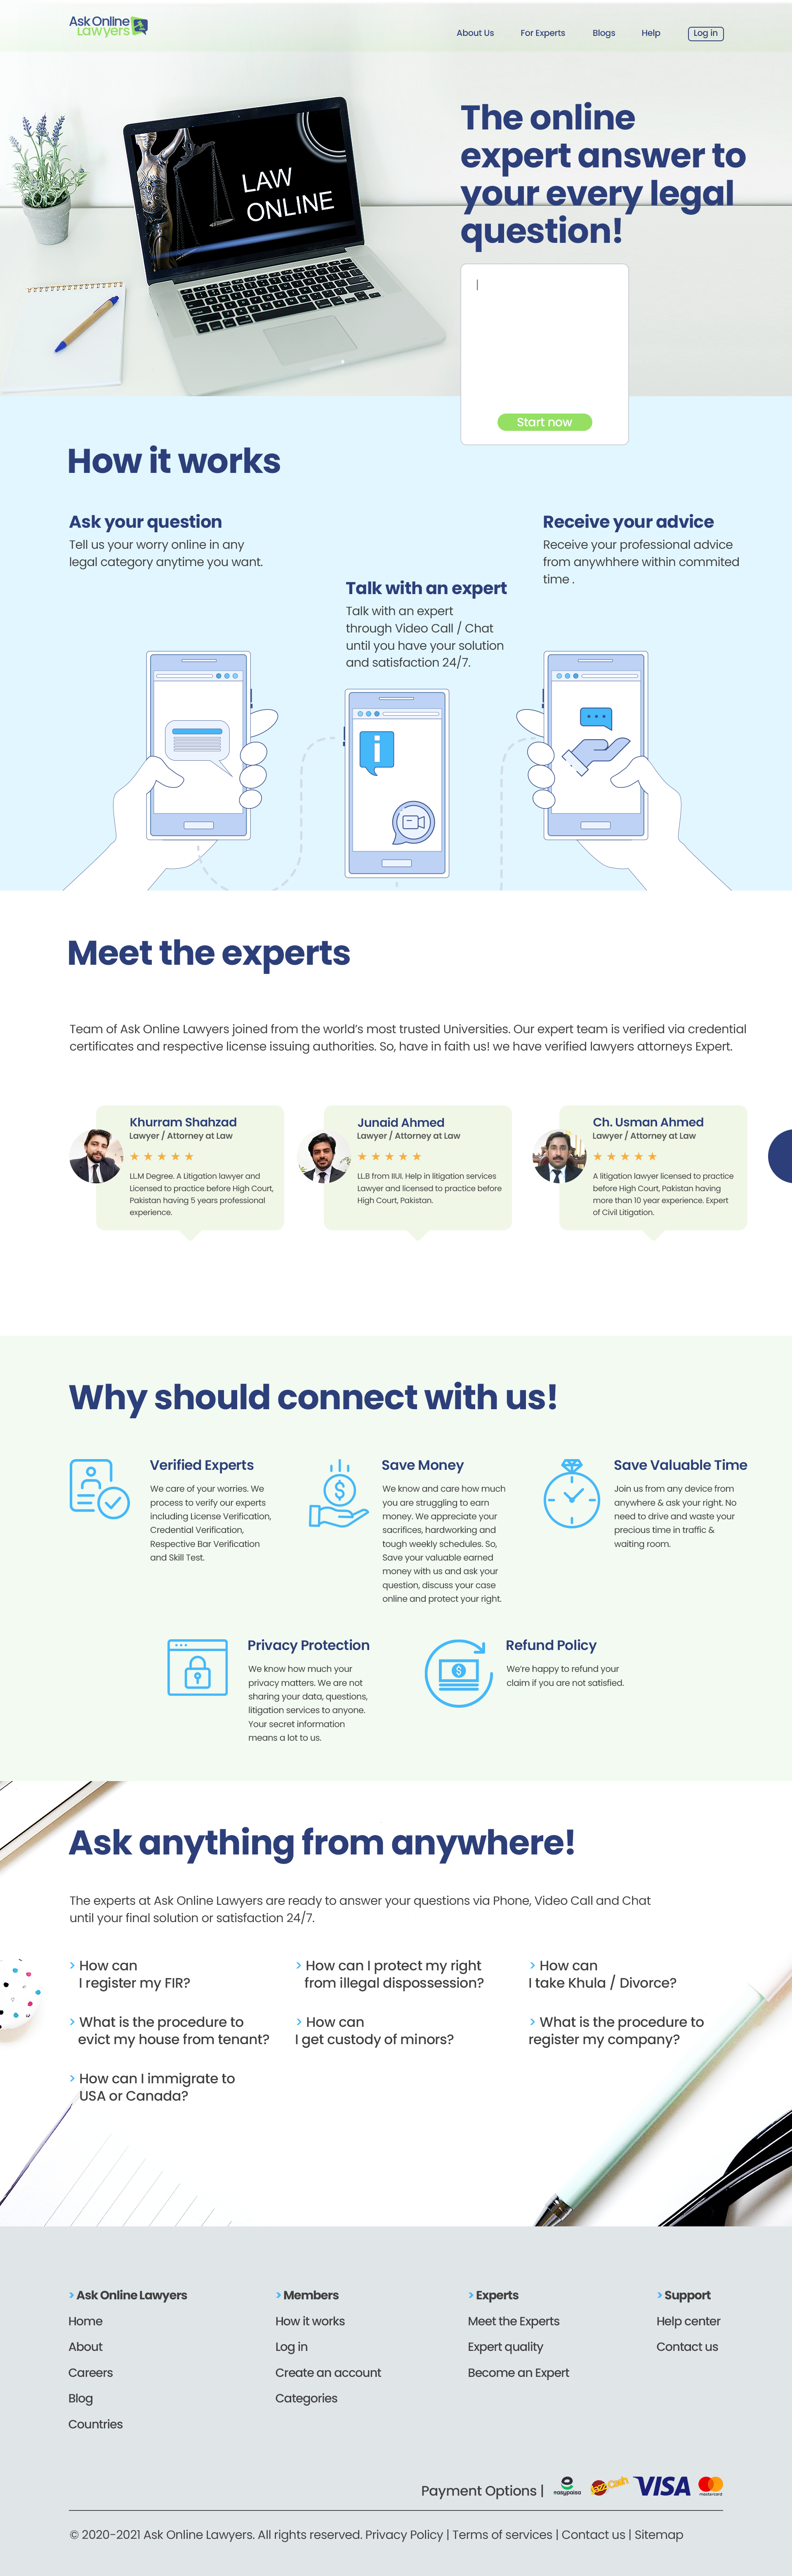 Ask Online
Lawyers
About Us
For Experts
Blogs
Help
Log in
LAW
ONLINE
The online
expert answer to
your every legal
question!
Start now
How it works
Ask your question
Tell us your worry online in any
legal category anytime you want.
Talk with an expert
Talk with an expert
through Video Call / Chat
until you have your solution
and satisfaction 24/7.
Receive your advice
Receive your professional advice
from anywhhere within commited
time .
Meet the experts
Team of Ask Online Lawyers joined from the world's most trusted Universities. Our expert team is verified via credential
certificates and respective license issuing authorities. So, have in faith us! we have verified lawyers attorneys Expert.
Khurram Shahzad
Lawyer / Attorney at Law
LL.M Degree. A Litigation lawyer and
Licensed to practice before High Court,
Pakistan having 5 years professional
experience.
Junaid Ahmed
Lawyer / Attorney at Law
LL.B from IIUI. Help in litigation services
Lawyer and licensed to practice before
High Court, Pakistan.
Ch. Usman Ahmed
Lawyer / Attorney at Law
A litigation lawyer licensed to practice
before High Court, Pakistan having
more than 10 year experience. Expert
of Civil Litigation.
Why should connect with us!
Verified Experts
We care of your worries. We
process to verify our experts
including License Verification,
Credential Verification,
Respective Bar Verification
and Skill Test.
Save Money
We know and care how much
you are struggling to earn
money. We appreciate your
sacrifices, hardworking and
tough weekly schedules. So,
Save your valuable earned
money with us and ask your
question, discuss your case
online and protect your right.
Save Valuable Time
Join us from any device from
anywhere & ask your right. No
need to drive and waste your
precious time in traffic &
waiting room.
Privacy Protection
We know how much your
privacy matters. We are not
sharing your data, questions,
litigation services to anyone.
Your secret information
means a lot to us.
Refund Policy
We're happy to refund your
claim if you are not satisfied.
Ask anything from anywhere!
The experts at Ask Online Lawyers are ready to answer your questions via Phone, Video Call and Chat
until your final solution or satisfaction 24/7.
> How can
I register my FIR?
> How can I protect my right
from illegal dispossession?
> How can
I take Khula / Divorce?
> What is the procedure to
evict my house from tenant?
> How can
I get custody of minors?
> What is the procedure to
register my company?
> How can I immigrate to
USA or Canada?
> Ask Online Lawyers
Home
About
Careers
Blog
Countries
> Members
How it works
Log in
Create an account
Categories
> Experts
Meet the Experts
Expert quality
Become an Expert
> Support
Help center
Contact us
Payment Options |
easypaisa
JazzCash
VISA
mastercard
© 2020-2021 Ask Online Lawyers. All rights reserved. Privacy Policy | Terms of services | Contact us | Sitemap